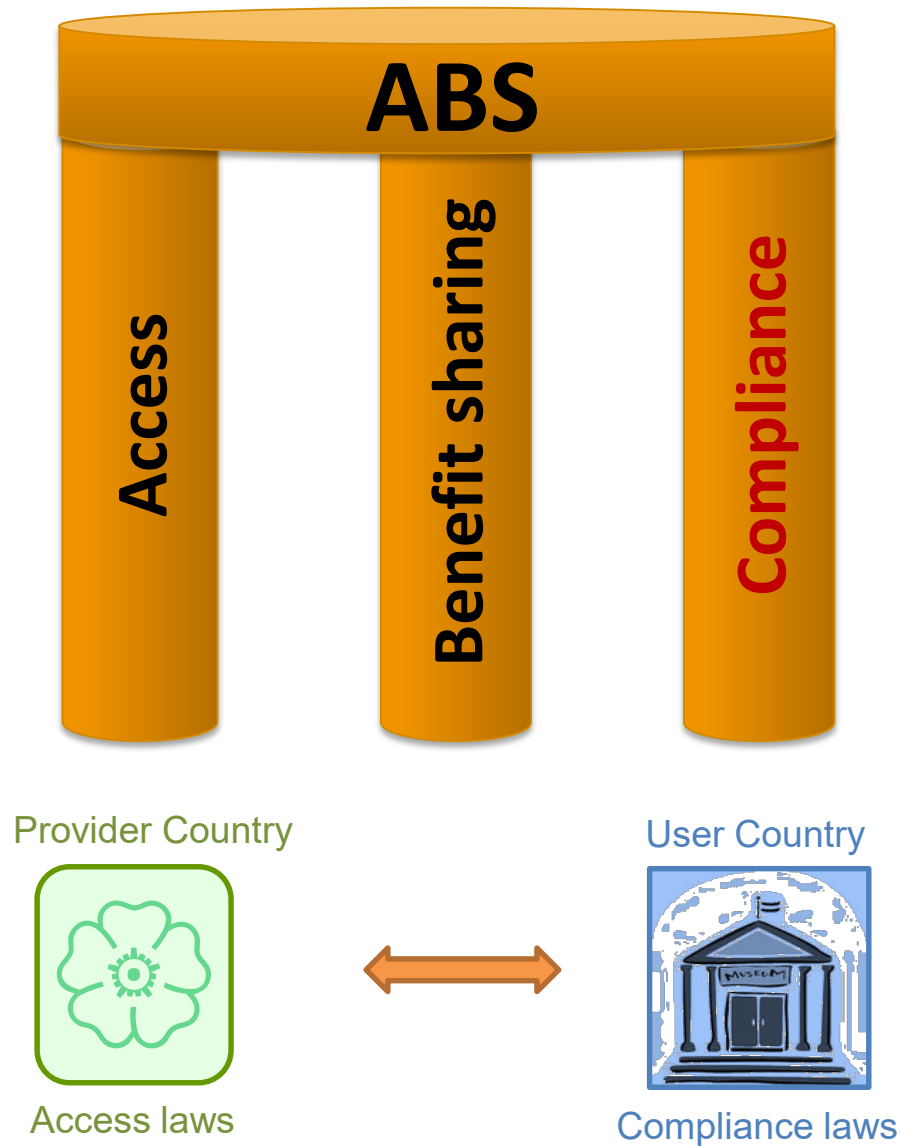 ABS
Access
Benefit sharing
Compliance
Provider Country
User Country
MUSEUM
Access laws
Compliance laws